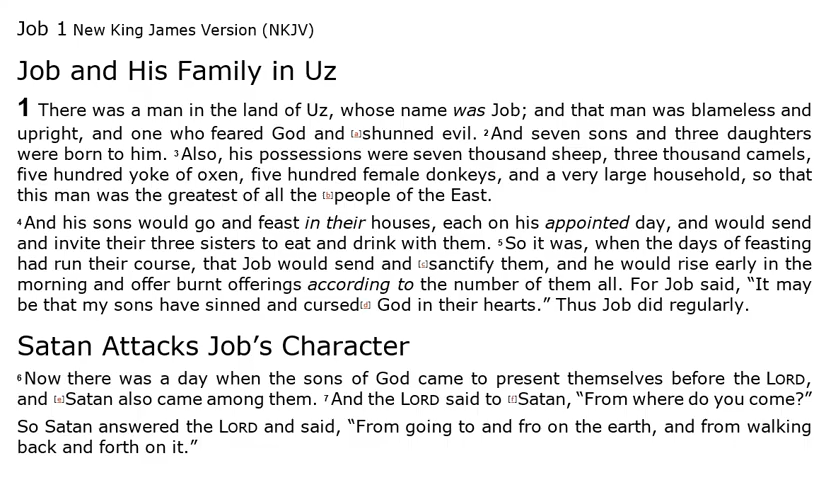 Job 1 New King James Version (NKJV)
Job and His Family in Uz
1 There was a man in the land of Uz, whose name was Job; and that man was blameless and
upright, and one who feared God and [a]shunned evil. 2And seven sons and three daughters
were born to him. 3Also, his possessions were seven thousand sheep, three thousand camels,
five hundred yoke of oxen, five hundred female donkeys, and a very large household, so that
this man was the greatest of all the [b]people of the East.
4And his sons would go and feast in their houses, each on his appointed day, and would send
and invite their three sisters to eat and drink with them. 5So it was, when the days of feasting
had run their course, that Job would send and [c]sanctify them, and he would rise early in the
morning and offer burnt offerings according to the number of them all. For Job said, “It may
be that my sons have sinned and cursed[d] God in their hearts.” Thus Job did regularly.
Satan Attacks Job’s Character
6Now there was a day when the sons of God came to present themselves before the LORD,
and [e]Satan also came among them. 7And the LORD said to [f]Satan, “From where do you come?”
So Satan answered the LORD and said, “From going to and fro on the earth, and from walking
back and forth on it.”